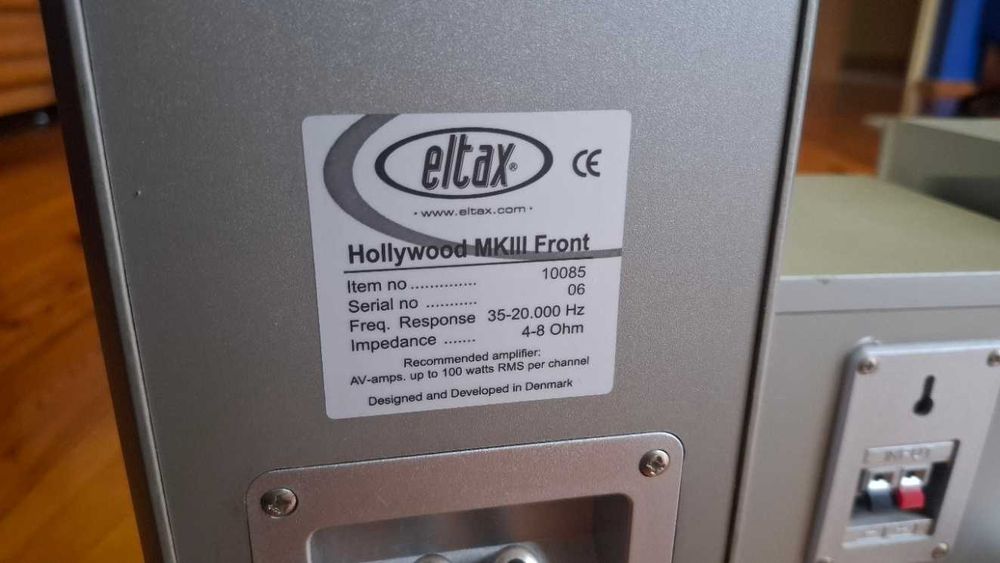 eltax®
CE
· www.eltax.com ·
Hollywood MKIII Front
Item no .............. 10085
Serial no ........... 06
Freq. Response 35-20.000 Hz
Impedance ....... 4-8 Ohm
Recommended amplifier:
AV-amps. up to 100 watts RMS per channel
Designed and Developed in Denmark
INPUT